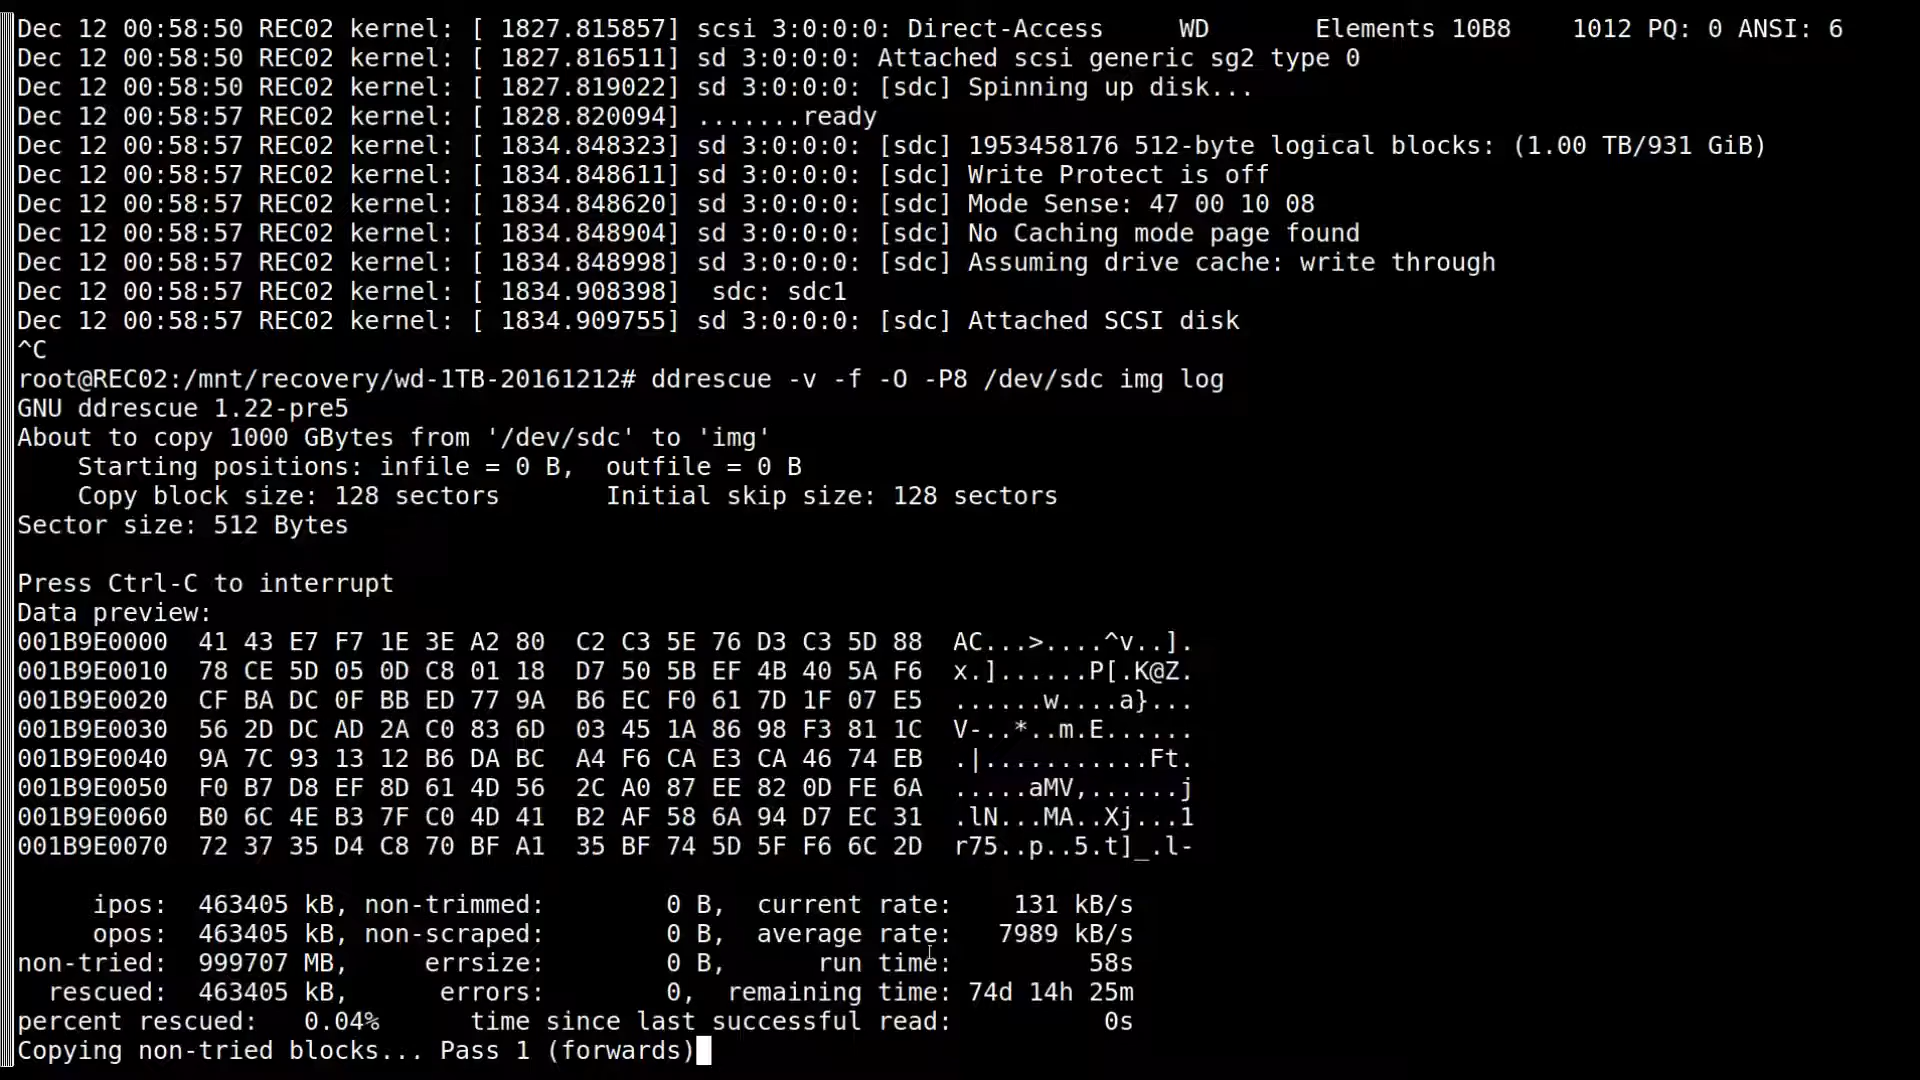 Dec 12 00:58:50 REC02 kernel: [ 1827.815857] scsi 3:0:0:0: Direct-Access     WD       Elements 10B8    1012 PQ: 0 ANSI: 6
Dec 12 00:58:50 REC02 kernel: [ 1827.816511] sd 3:0:0:0: Attached scsi generic sg2 type 0
Dec 12 00:58:50 REC02 kernel: [ 1827.819022] sd 3:0:0:0: [sdc] Spinning up disk...
Dec 12 00:58:57 REC02 kernel: [ 1828.820094] .......ready
Dec 12 00:58:57 REC02 kernel: [ 1834.848323] sd 3:0:0:0: [sdc] 1953458176 512-byte logical blocks: (1.00 TB/931 GiB)
Dec 12 00:58:57 REC02 kernel: [ 1834.848611] sd 3:0:0:0: [sdc] Write Protect is off
Dec 12 00:58:57 REC02 kernel: [ 1834.848620] sd 3:0:0:0: [sdc] Mode Sense: 47 00 10 08
Dec 12 00:58:57 REC02 kernel: [ 1834.848904] sd 3:0:0:0: [sdc] No Caching mode page found
Dec 12 00:58:57 REC02 kernel: [ 1834.848998] sd 3:0:0:0: [sdc] Assuming drive cache: write through
Dec 12 00:58:57 REC02 kernel: [ 1834.908398]  sdc: sdc1
Dec 12 00:58:57 REC02 kernel: [ 1834.909755] sd 3:0:0:0: [sdc] Attached SCSI disk
^C
root@REC02:/mnt/recovery/wd-1TB-20161212# ddrescue -v -f -O -P8 /dev/sdc img log
GNU ddrescue 1.22-pre5
About to copy 1000 GBytes from '/dev/sdc' to 'img'
    Starting positions: infile = 0 B,  outfile = 0 B
    Copy block size: 128 sectors       Initial skip size: 128 sectors
Sector size: 512 Bytes

Press Ctrl-C to interrupt
Data preview:
001B9E0000  41 43 E7 F7 1E 3E A2 80  C2 C3 5E 76 D3 C3 5D 88  AC...>....^v..].
001B9E0010  78 CE 5D 05 0D C8 01 18  D7 50 5B EF 4B 40 5A F6  x.]......P[.K@Z.
001B9E0020  CF BA DC 0F BB ED 77 9A  B6 EC F0 61 7D 1F 07 E5  ......w....a}...
001B9E0030  56 2D DC AD 2A C0 83 6D  03 45 1A 86 98 F3 81 1C  V-..*..m.E......
001B9E0040  9A 7C 93 13 12 B6 DA BC  A4 F6 CA E3 CA 46 74 EB  .|...........Ft.
001B9E0050  F0 B7 D8 EF 8D 61 4D 56  2C A0 87 EE 82 0D FE 6A  .....aMV,......j
001B9E0060  B0 6C 4E B3 7F C0 4D 41  B2 AF 58 6A 94 D7 EC 31  .lN...MA..Xj...1
001B9E0070  72 37 35 D4 C8 70 BF A1  35 BF 74 5D 5F F6 6C 2D  r75..p..5.t]_.l-

     ipos:  463405 kB, non-trimmed:        0 B,  current rate:    131 kB/s
     opos:  463405 kB, non-scraped:        0 B,  average rate:   7989 kB/s
non-tried:  999707 MB,     errsize:        0 B,      run time:         58s
  rescued:  463405 kB,      errors:        0,  remaining time: 74d 14h 25m
percent rescued:   0.04%      time since last successful read:          0s
Copying non-tried blocks... Pass 1 (forwards)